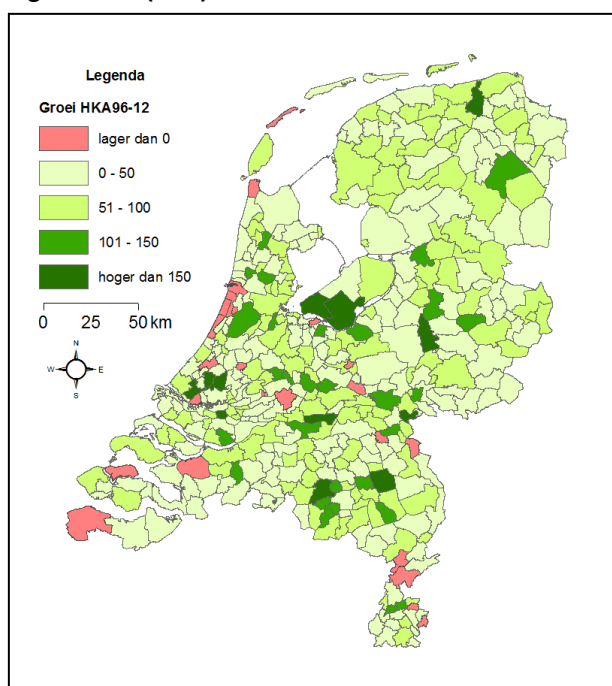 Legenda
Groei HKA96-12
lager dan 0
0 - 50
51 - 100
101 - 150
hoger dan 150
0 25 50 km
N
W E
S